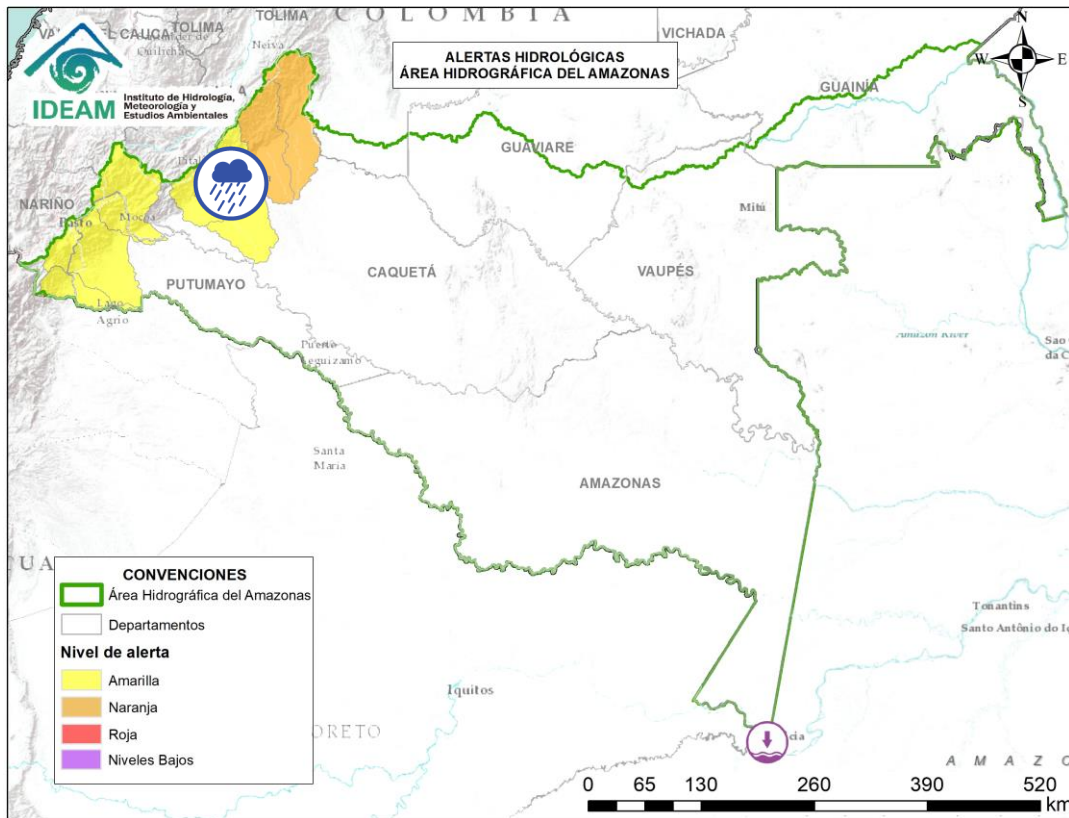 COLOMBIA
TOLIMA
CAUCA
TOLIMA
VICHADA
Neiva
N
W
E
S
ALERTAS HIDROLÓGICAS
ÁREA HIDROGRÁFICA DEL AMAZONAS
IDEAM
Instituto de Hidrología,
Meteorología y
Estudios Ambientales
GUAINÍA
GUAVIARE
NARIÑO
Pasto
Mocoa
Mitú
CAQUETÁ
VAUPÉS
PUTUMAYO
Lago
Agrio
Amazon River
Puerto
Santa
Maria
AMAZONAS
CONVENCIONES
Área Hidrográfica del Amazonas
Departamentos
Nivel de alerta
Amarilla
Naranja
Roja
Niveles Bajos
Tonantins
Santo Antônio do
Iquitos
0 65 130 260 390 520
km